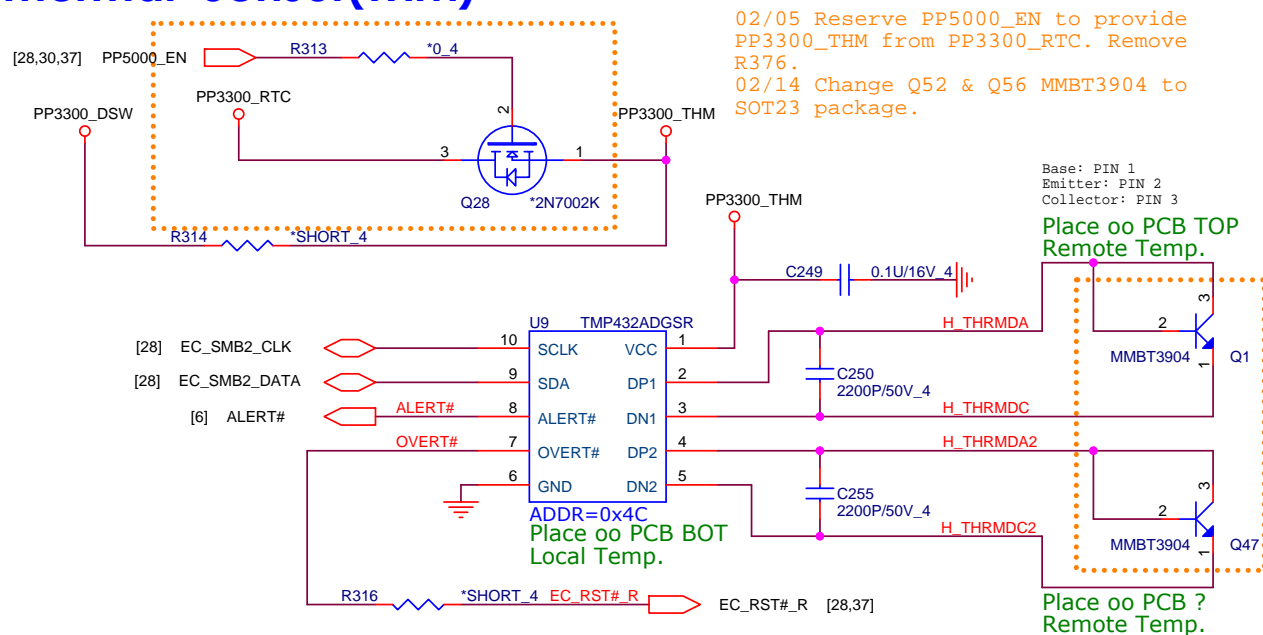 02/05 Reserve PP5000_EN to provide
PP3300_THM from PP3300_RTC. Remove
R376.
02/14 Change Q52 & Q56 MMBT3904 to
SOT23 package.
[28,30,37] PP5000_EN
R313 *0_4
PP3300_RTC
PP3300_DSW
PP3300_THM
2
3
1
Q28 *2N7002K
R314 *SHORT_4
PP3300_THM
C249 0.1U/16V_4
Base: PIN 1
Emitter: PIN 2
Collector: PIN 3
Place oo PCB TOP
Remote Temp.
U9 TMP432ADGSR
[28] EC_SMB2_CLK
10 SCLK VCC 1
[28] EC_SMB2_DATA
9 SDA DP1 2
[6] ALERT# ALERT#
8 ALERT# DN1 3
OVERT#
7 OVERT# DP2 4
6 GND DN2 5
ADDR=0x4C
Place oo PCB BOT
Local Temp.
H_THRMDA
C250
2200P/50V_4
H_THRMDC
H_THRMDA2
C255
2200P/50V_4
H_THRMDC2
3
2
1
MMBT3904 Q1
3
2
1
MMBT3904 Q47
R316 *SHORT_4 EC_RST#_R
EC_RST#_R [28,37]
Place oo PCB ?
Remote Temp.